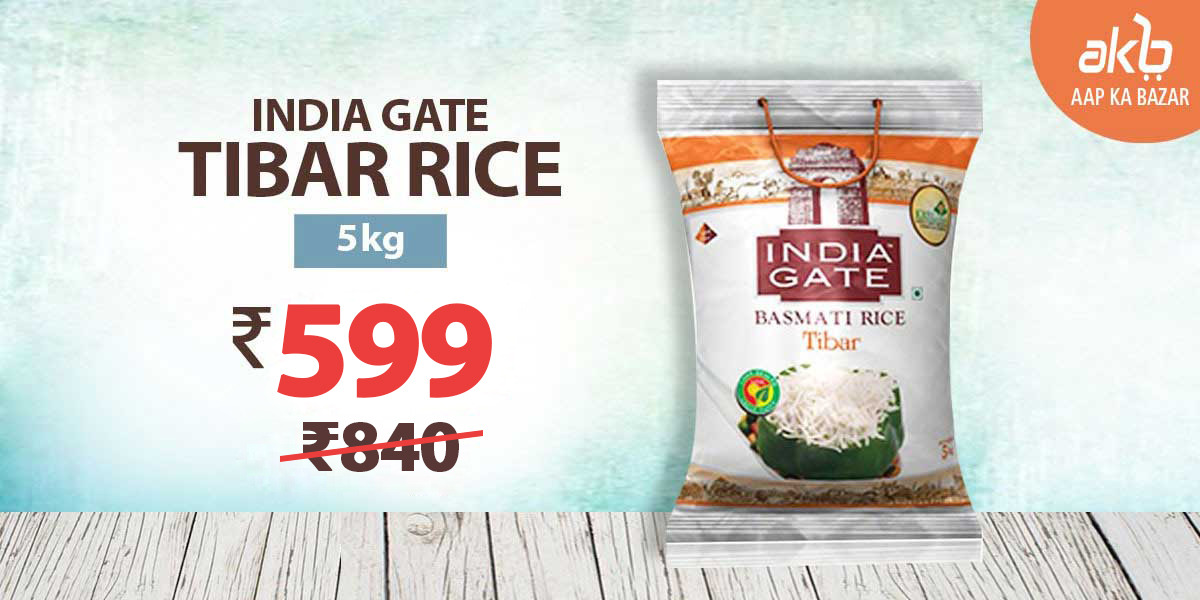 INDIA GATE
TIBAR RICE
5kg
₹599
₹840
akb
AAP KA BAZAR
INDIA
GATE
BASMATI RICE
Tibar